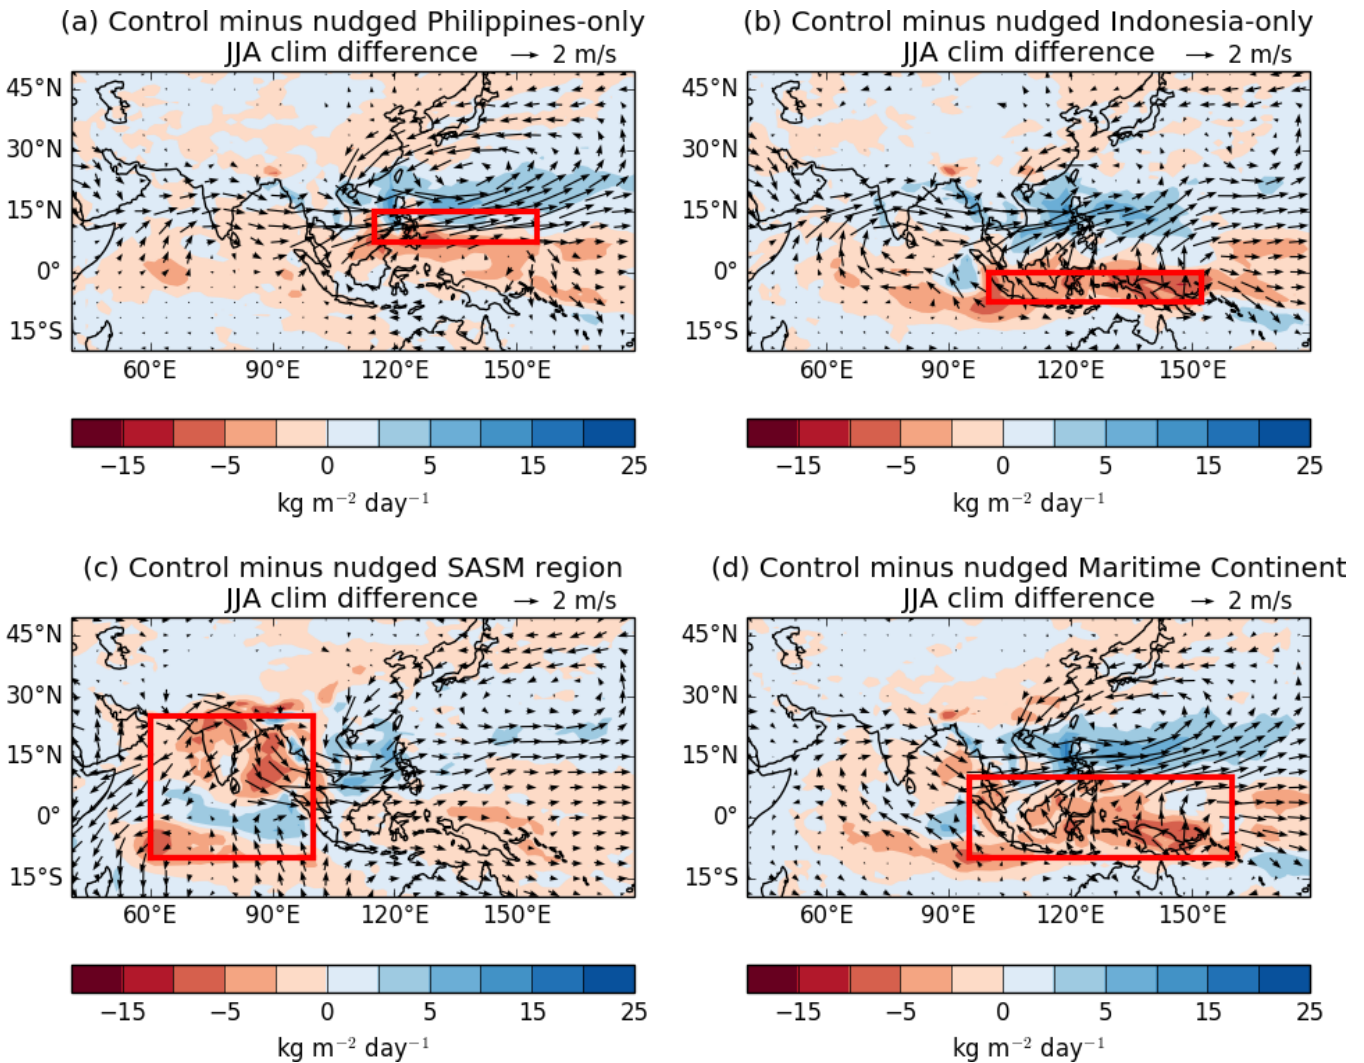 (a) Control minus nudged Philippines-only
JJA clim difference → 2 m/s
45°N
30°N
15°N
0°
15°S
60°E 90°E 120°E 150°E
−15 −5 0 5 15 25
kg m⁻² day⁻¹
(b) Control minus nudged Indonesia-only
JJA clim difference → 2 m/s
45°N
30°N
15°N
0°
15°S
60°E 90°E 120°E 150°E
−15 −5 0 5 15 25
kg m⁻² day⁻¹
(c) Control minus nudged SASM region
JJA clim difference → 2 m/s
45°N
30°N
15°N
0°
15°S
60°E 90°E 120°E 150°E
−15 −5 0 5 15 25
kg m⁻² day⁻¹
(d) Control minus nudged Maritime Continent
JJA clim difference → 2 m/s
45°N
30°N
15°N
0°
15°S
60°E 90°E 120°E 150°E
−15 −5 0 5 15 25
kg m⁻² day⁻¹